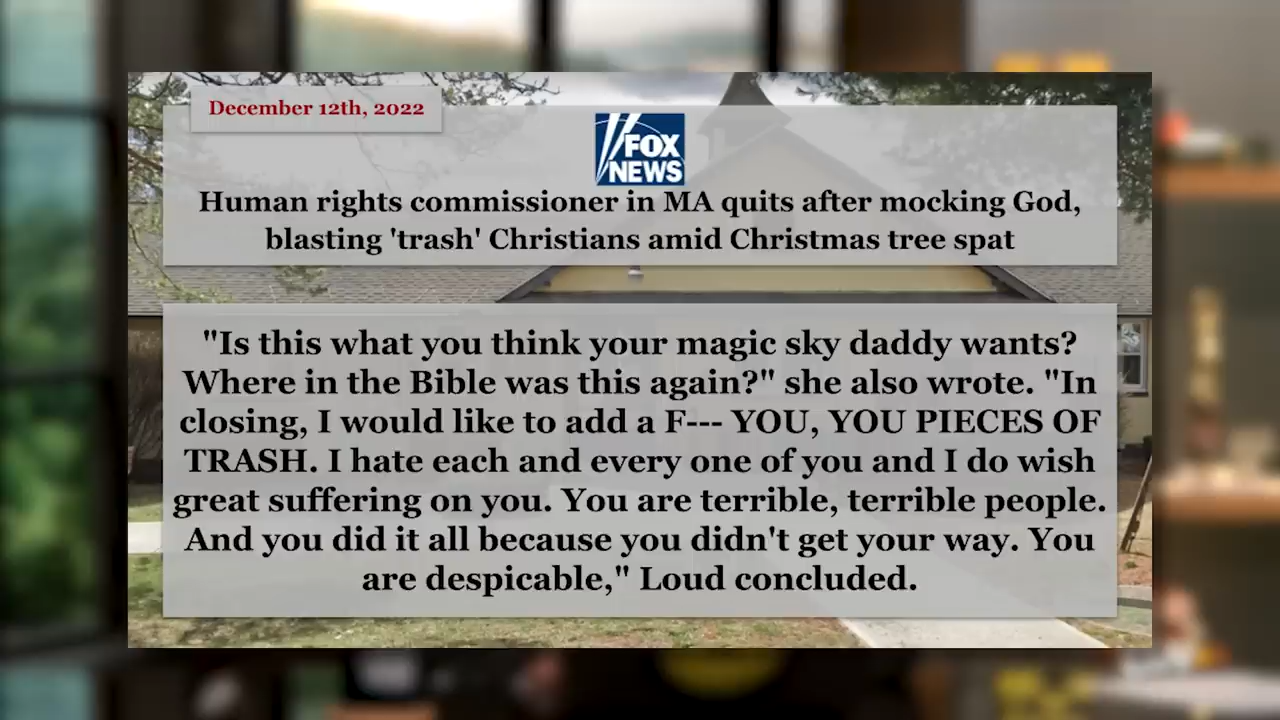 December 12th, 2022
FOX
NEWS
Human rights commissioner in MA quits after mocking God,
blasting 'trash' Christians amid Christmas tree spat
"Is this what you think your magic sky daddy wants?
Where in the Bible was this again?" she also wrote. "In
closing, I would like to add a F--- YOU, YOU PIECES OF
TRASH. I hate each and every one of you and I do wish
great suffering on you. You are terrible, terrible people.
And you did it all because you didn't get your way. You
are despicable," Loud concluded.